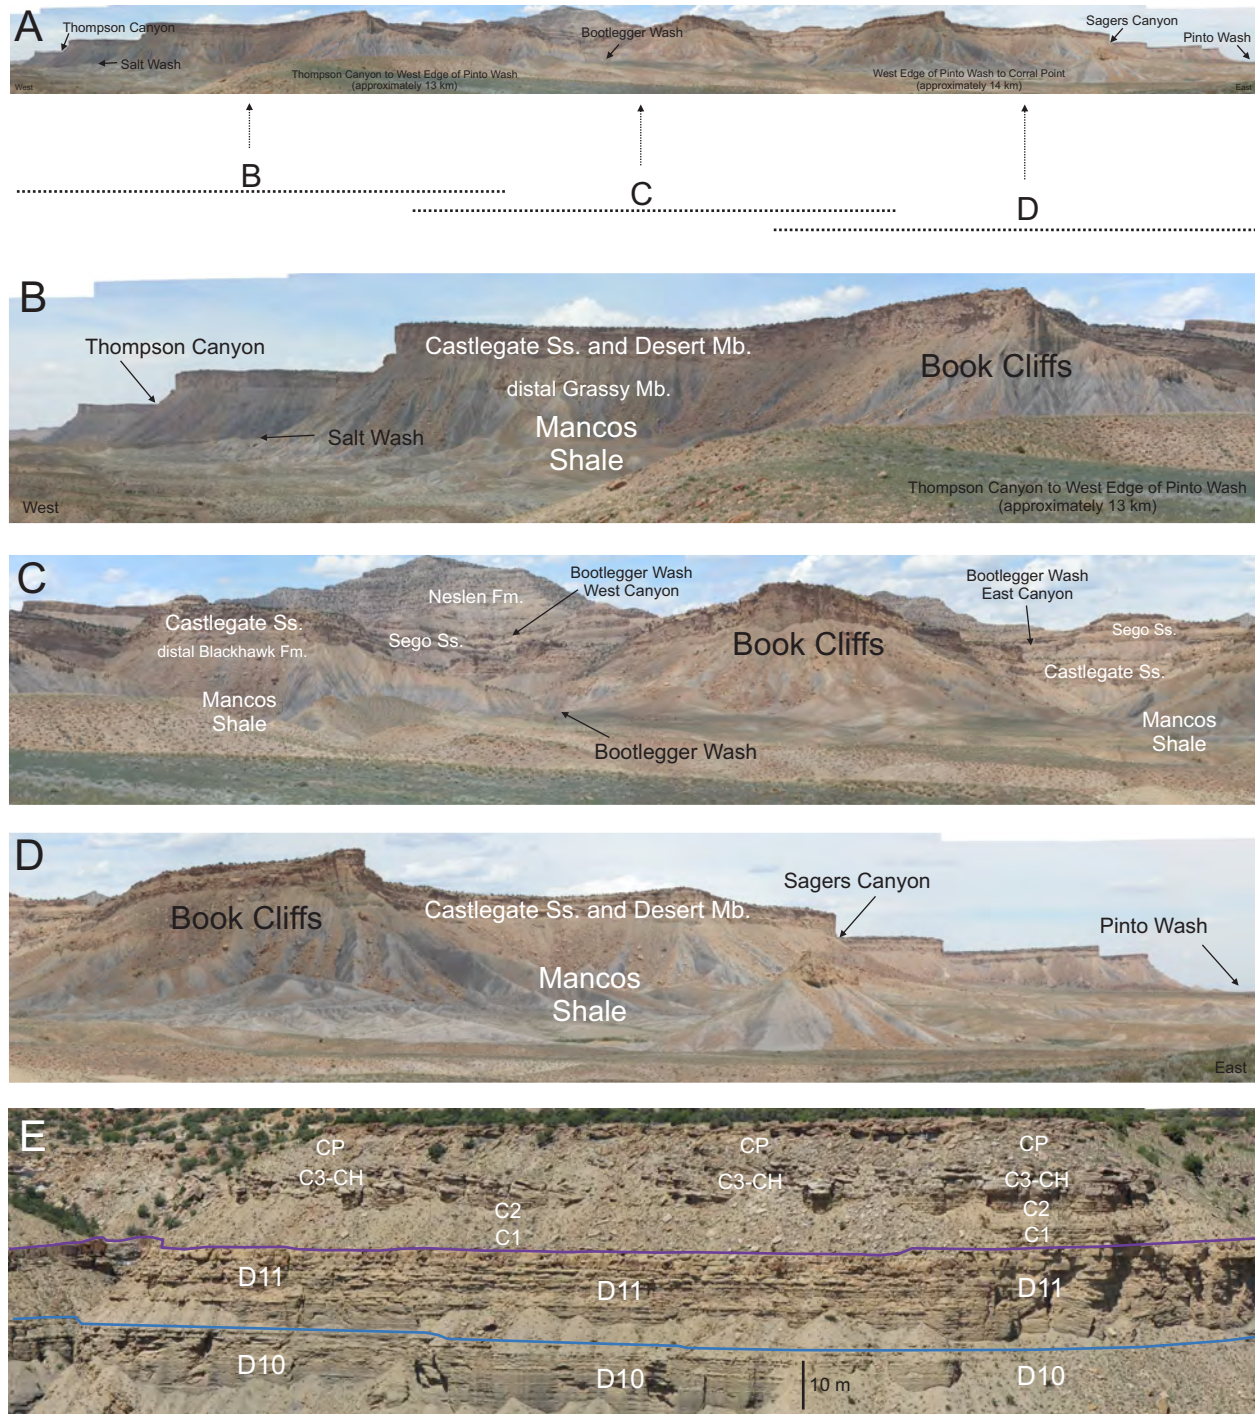 A
Thompson Canyon
Salt Wash
Bootlegger Wash
Sagers Canyon
Pinto Wash
Thompson Canyon to West Edge of Pinto Wash
(approximately 13 km)
West Edge of Pinto Wash to Corral Point
(approximately 14 km)
West
East
B
C
D
B
Thompson Canyon
Castlegate Ss. and Desert Mb.
Book Cliffs
distal Grassy Mb.
Salt Wash
Mancos
Shale
Thompson Canyon to West Edge of Pinto Wash
(approximately 13 km)
West
C
Bootlegger Wash
West Canyon
Bootlegger Wash
East Canyon
Neslen Fm.
Castlegate Ss.
Sego Ss.
Sego Ss.
distal Blackhawk Fm.
Book Cliffs
Castlegate Ss.
Mancos
Shale
Mancos
Shale
Bootlegger Wash
D
Sagers Canyon
Book Cliffs
Castlegate Ss. and Desert Mb.
Pinto Wash
Mancos
Shale
East
E
CP
CP
CP
C3-CH
C3-CH
C3-CH
C2
C2
C1
C1
D11
D11
D11
D10
D10
D10
10 m